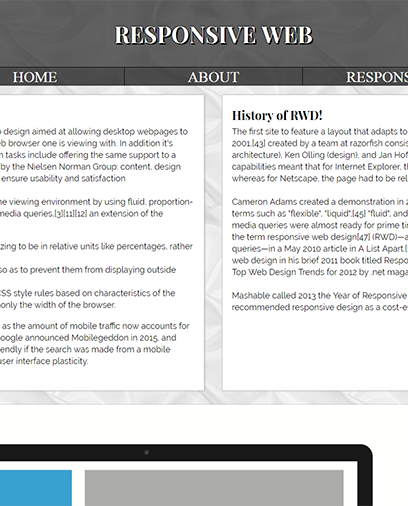 RESPONSIVE WEB
HOME
ABOUT
RESPONS
design aimed at allowing desktop webpages to
eb browser one is viewing with. In addition it's
n tasks include offering the same support to a
by the Nielsen Norman Group: content, design
ensure usability and satisfaction
he viewing environment by using fluid, proportion-
media queries,[3][11][12] an extension of the
zing to be in relative units like percentages, rather
so as to prevent them from displaying outside
CSS style rules based on characteristics of the
only the width of the browser.
as the amount of mobile traffic now accounts for
oogle announced Mobilegeddon in 2015, and
endly if the search was made from a mobile
user interface plasticity.
History of RWD!
The first site to feature a layout that adapts to
2001,[43] created by a team at razorfish consis
architecture), Ken Olling (design), and Jan Hof
capabilities meant that for Internet Explorer, t
whereas for Netscape, the page had to be rel
Cameron Adams created a demonstration in 2
terms such as "flexible", "liquid",[45] "fluid", and
media queries were almost ready for prime tim
the term responsive web design[47] (RWD)—a
queries—in a May 2010 article in A List Apart.[
web design in his brief 2011 book titled Respo
Top Web Design Trends for 2012 by .net maga
Mashable called 2013 the Year of Responsive
recommended responsive design as a cost-e